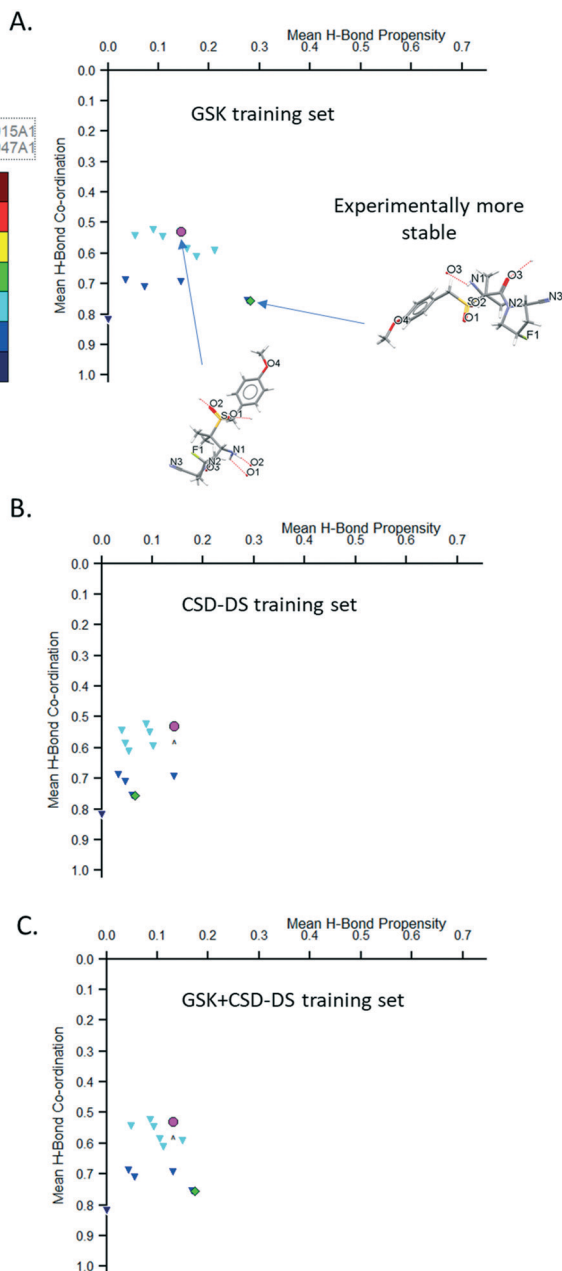 A.
Mean H-Bond Propensity
0.0 0.1 0.2 0.3 0.4 0.5 0.6 0.7
0.0
0.1
0.2
0.3
0.4
0.5
0.6
0.7
0.8
0.9
1.0
Mean H-Bond Co-ordination
GSK training set
015A1
047A1
Experimentally more
stable
O3
N1
O3
N3
S
O2
N2
O1
O4
F1
O4
O2
O1
S
F1
N1
N3
N2
O3
O2
O1
B.
Mean H-Bond Propensity
0.0 0.1 0.2 0.3 0.4 0.5 0.6 0.7
0.0
0.1
0.2
0.3
0.4
0.5
0.6
0.7
0.8
0.9
1.0
Mean H-Bond Co-ordination
CSD-DS training set
A
C.
Mean H-Bond Propensity
0.0 0.1 0.2 0.3 0.4 0.5 0.6 0.7
0.0
0.1
0.2
0.3
0.4
0.5
0.6
0.7
0.8
0.9
1.0
Mean H-Bond Co-ordination
GSK+CSD-DS training set
A